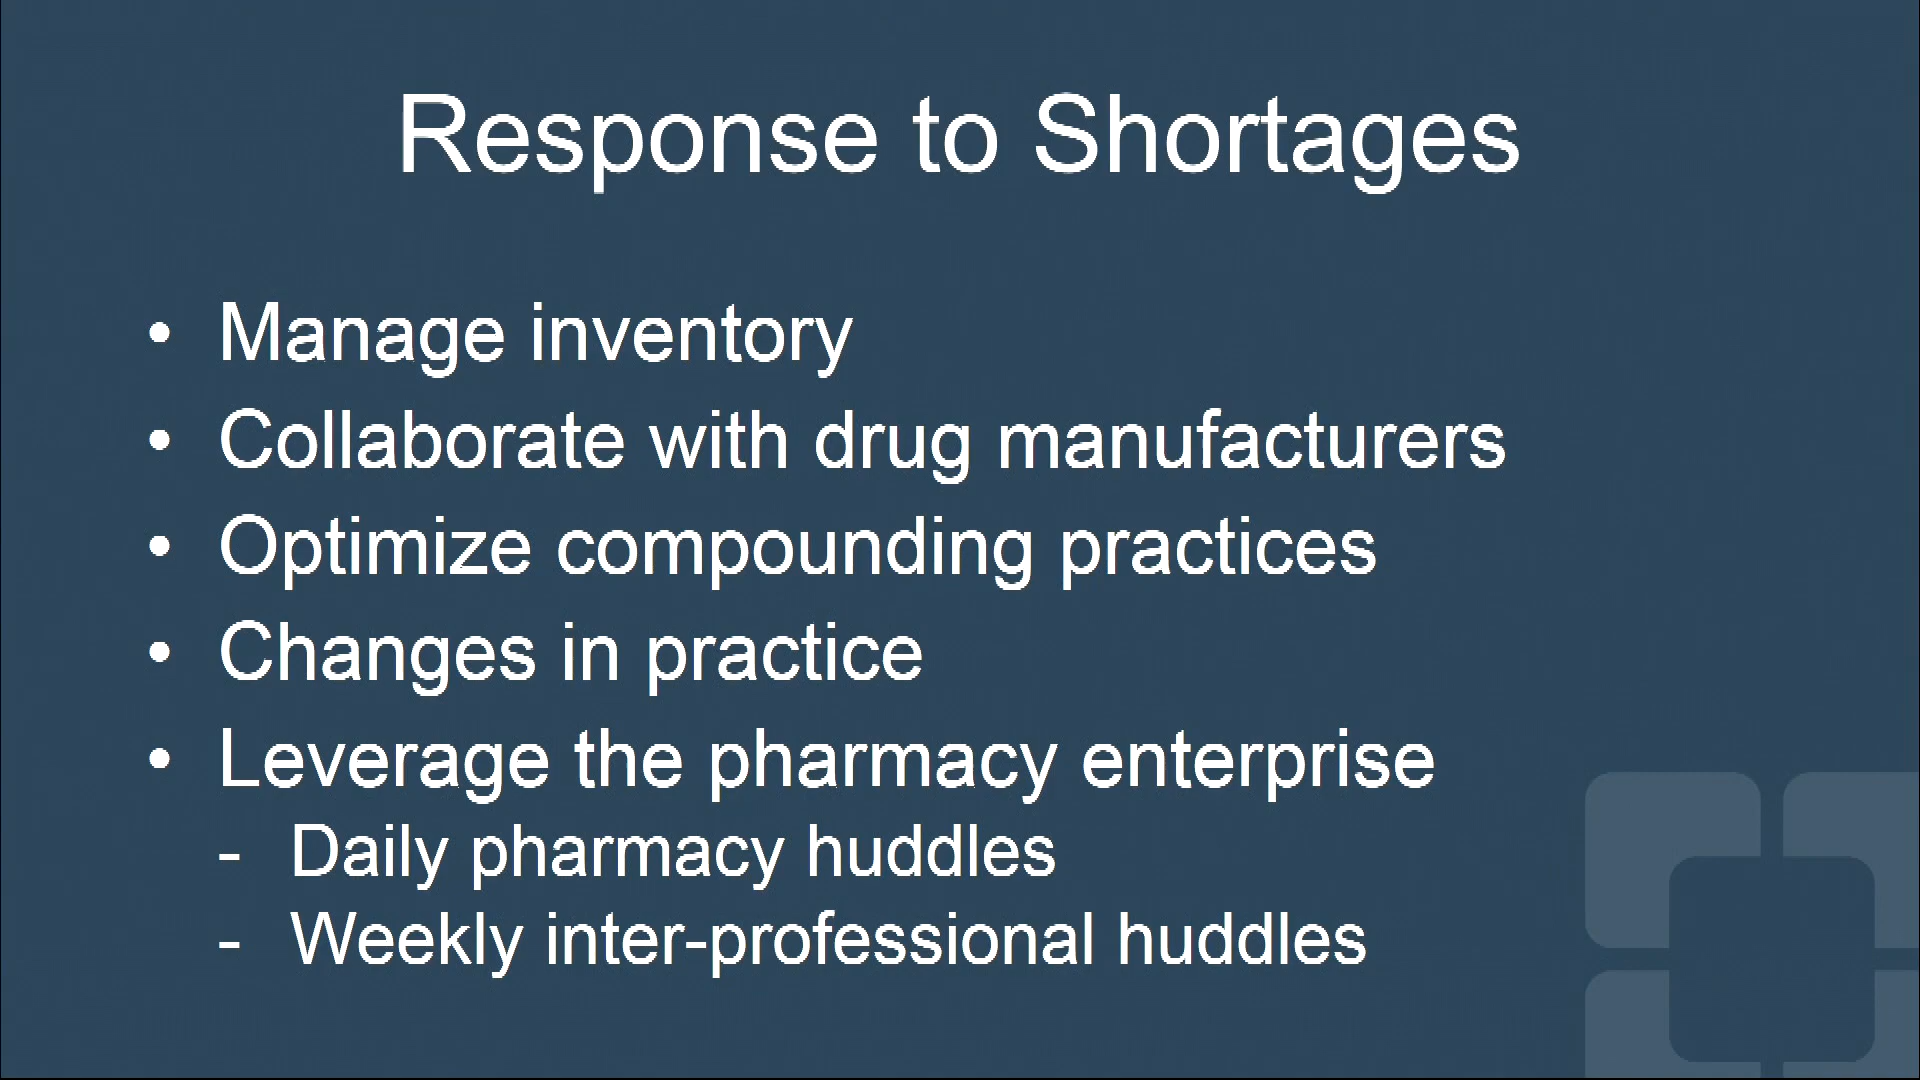 Response to Shortages
• Manage inventory
• Collaborate with drug manufacturers
• Optimize compounding practices
• Changes in practice
• Leverage the pharmacy enterprise
- Daily pharmacy huddles
- Weekly inter-professional huddles